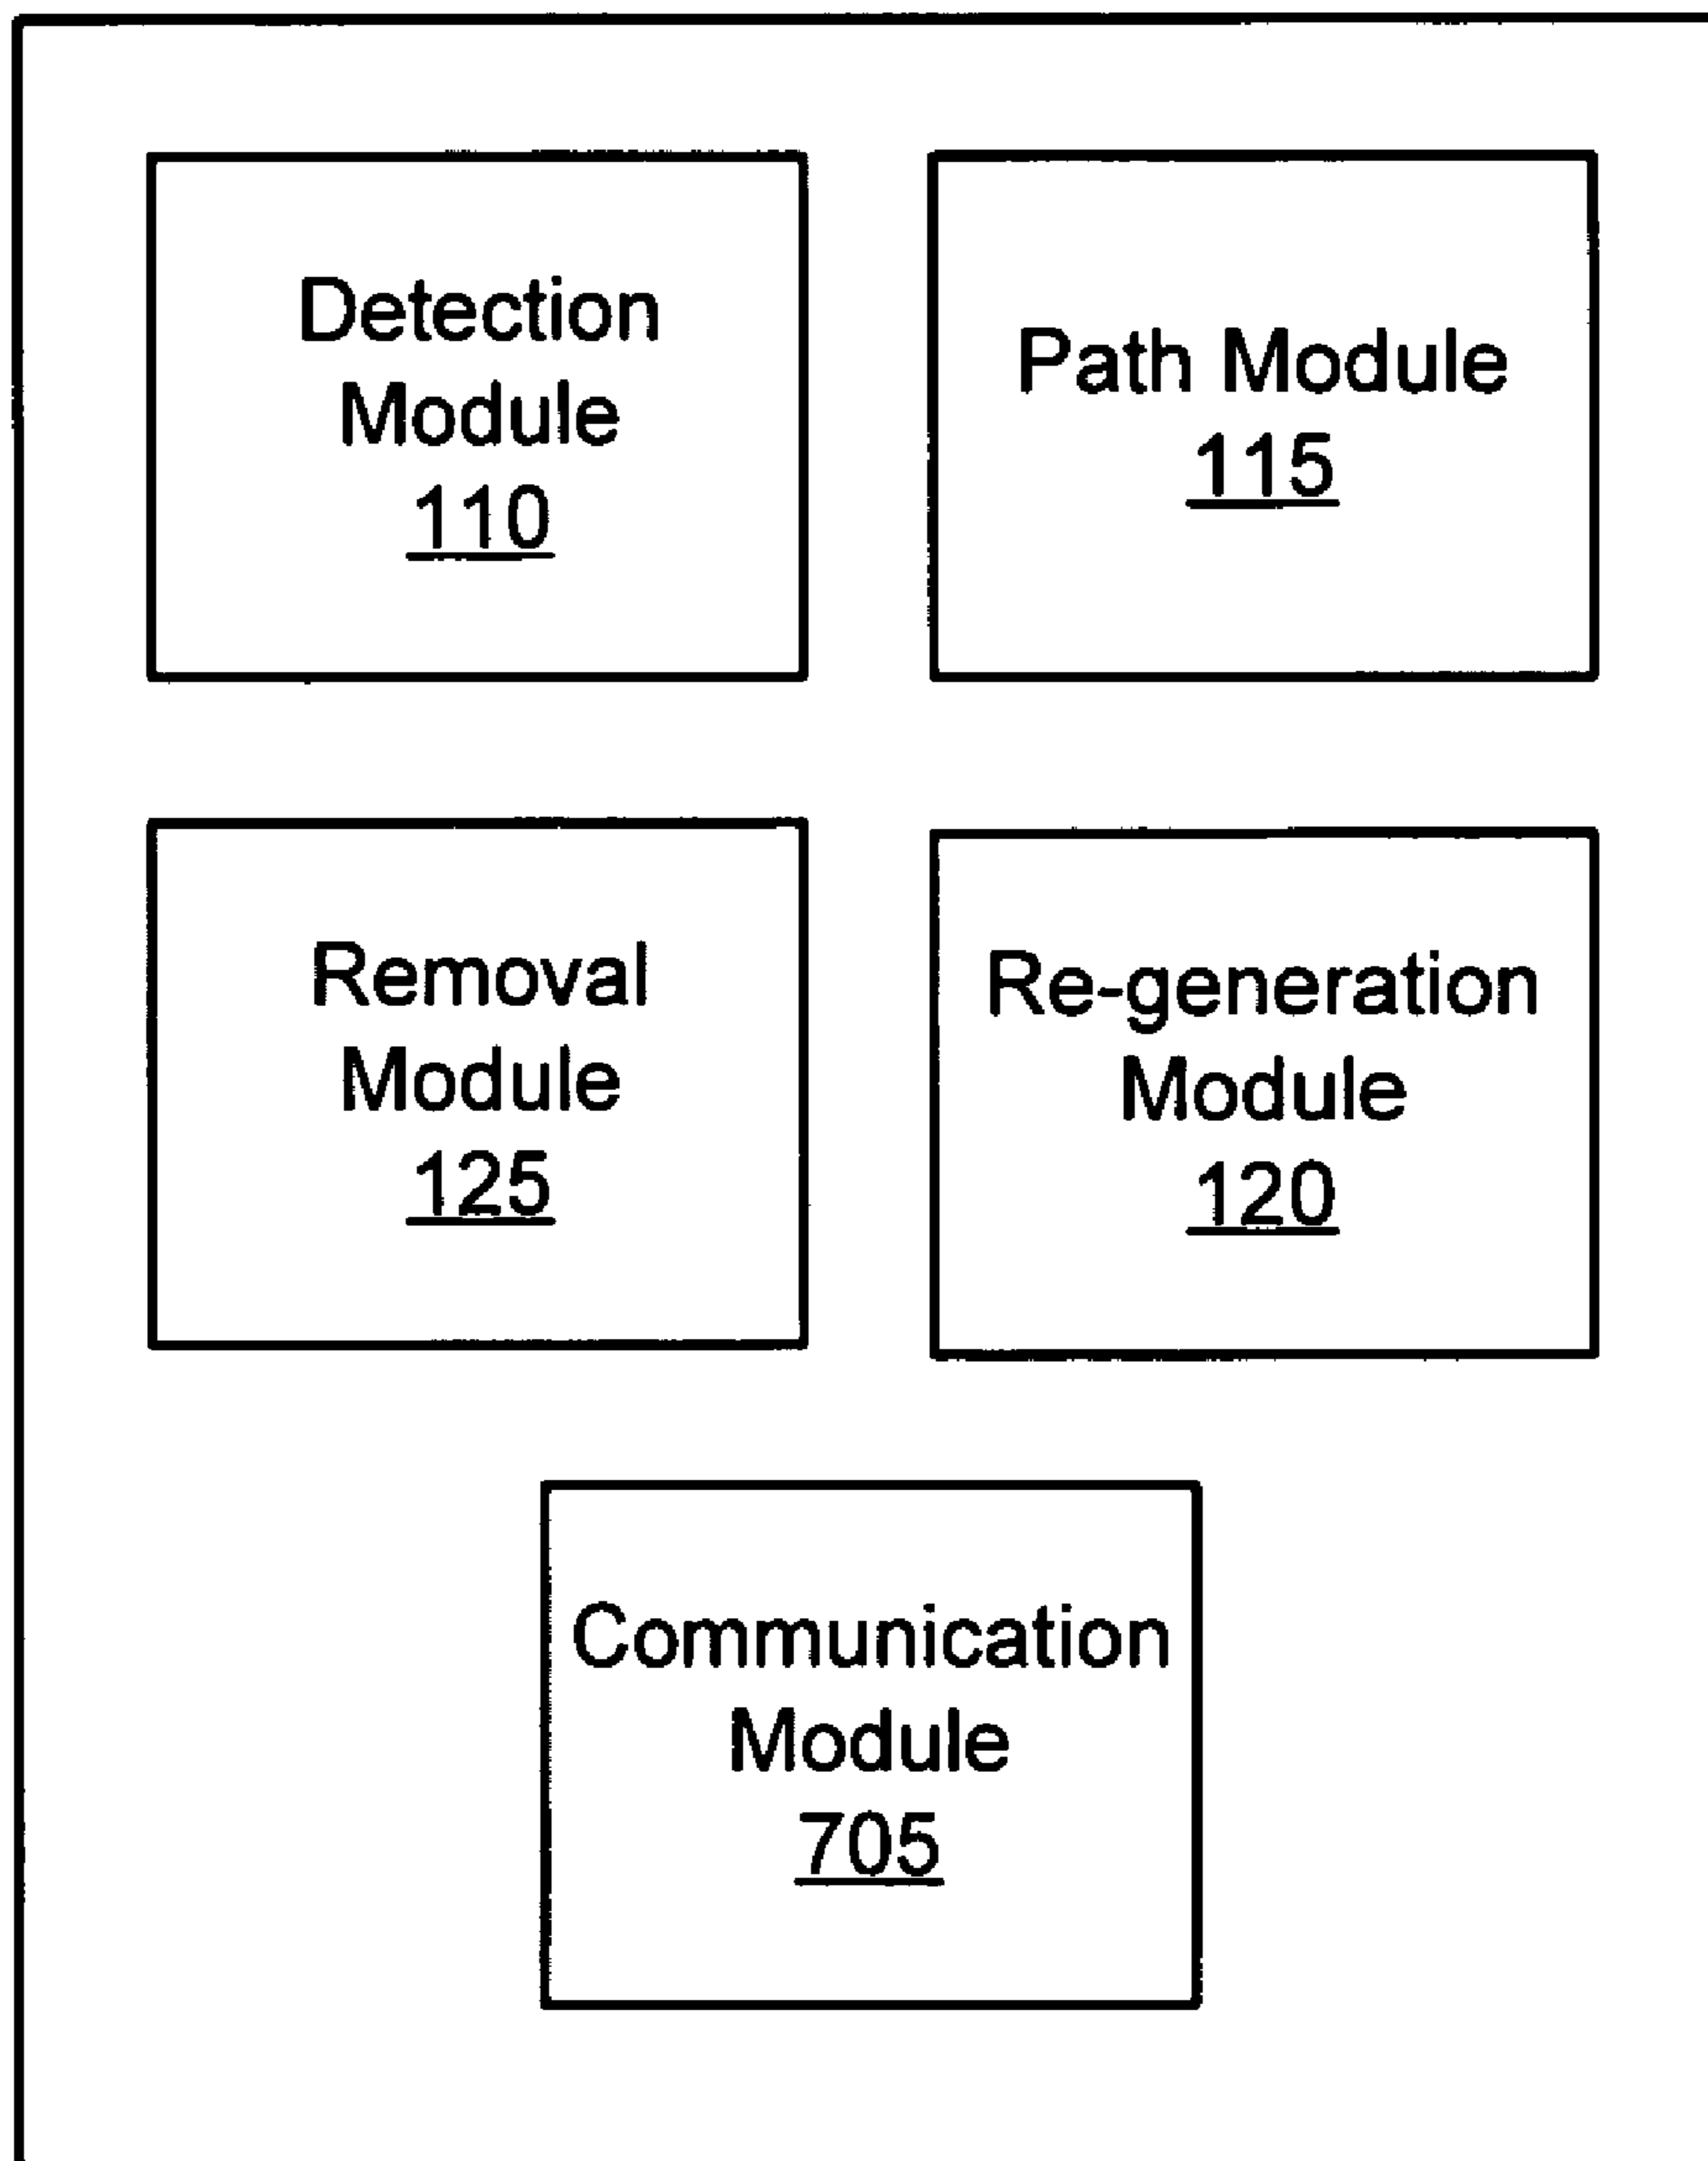 Detection
Module
110
Path Module
115
Removal
Module
125
Re-generation
Module
120
Communication
Module
705